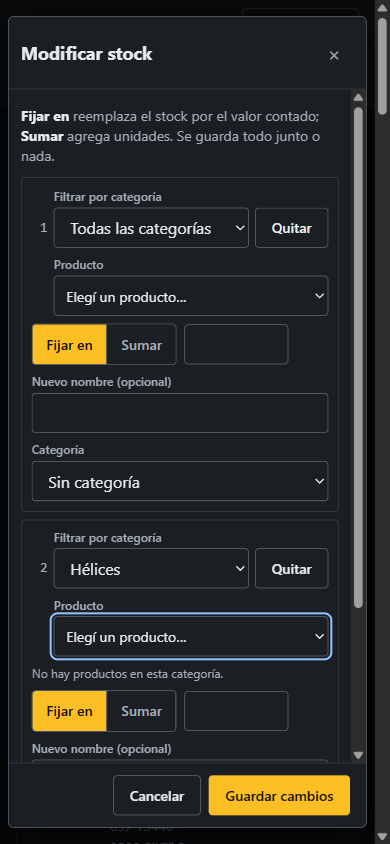 Modificar stock
×
Fijar en reemplaza el stock por el valor contado;
Sumar agrega unidades. Se guarda todo junto o
nada.
Filtrar por categoría
1 Todas las categorías Quitar
Producto
Elegí un producto...
Fijar en Sumar
Nuevo nombre (opcional)
Categoría
Sin categoría
Filtrar por categoría
2 Hélices Quitar
Producto
Elegí un producto...
No hay productos en esta categoría.
Fijar en Sumar
Nuevo nombre (opcional)
Cancelar Guardar cambios